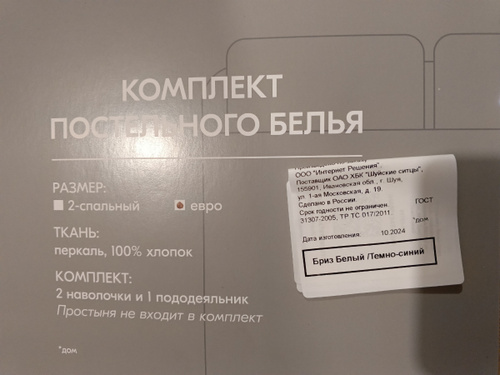 КОМПЛЕКТ
ПОСТЕЛЬНОГО БЕЛЬЯ
РАЗМЕР:
2-спальный евро
ТКАНЬ:
перкаль, 100% хлопок
КОМПЛЕКТ:
2 наволочки и 1 пододеяльник
Простыня не входит в комплект
*дом
ООО "Интернет Решения".
Поставщик ОАО ХБК "Шуйские ситцы",
155901, Ивановская обл., г. Шуя,
ул. 1-ая Московская, д. 19.
Сделано в России
Срок годности не ограничен. ГОСТ
31307-2005, ТР ТС 017/2011
*дом
Дата изготовления: 10.2024
Бриз Белый /Темно-синий